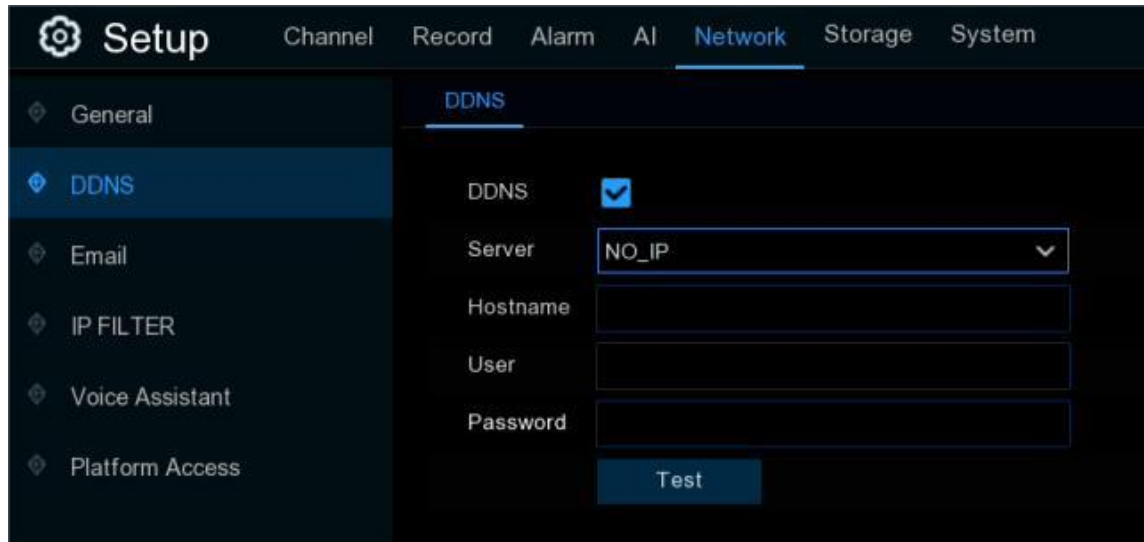 Setup Channel Record Alarm AI Network Storage System
General
DDNS
Email
IP FILTER
Voice Assistant
Platform Access
DDNS
DDNS
Server NO_IP
Hostname
User
Password
Test